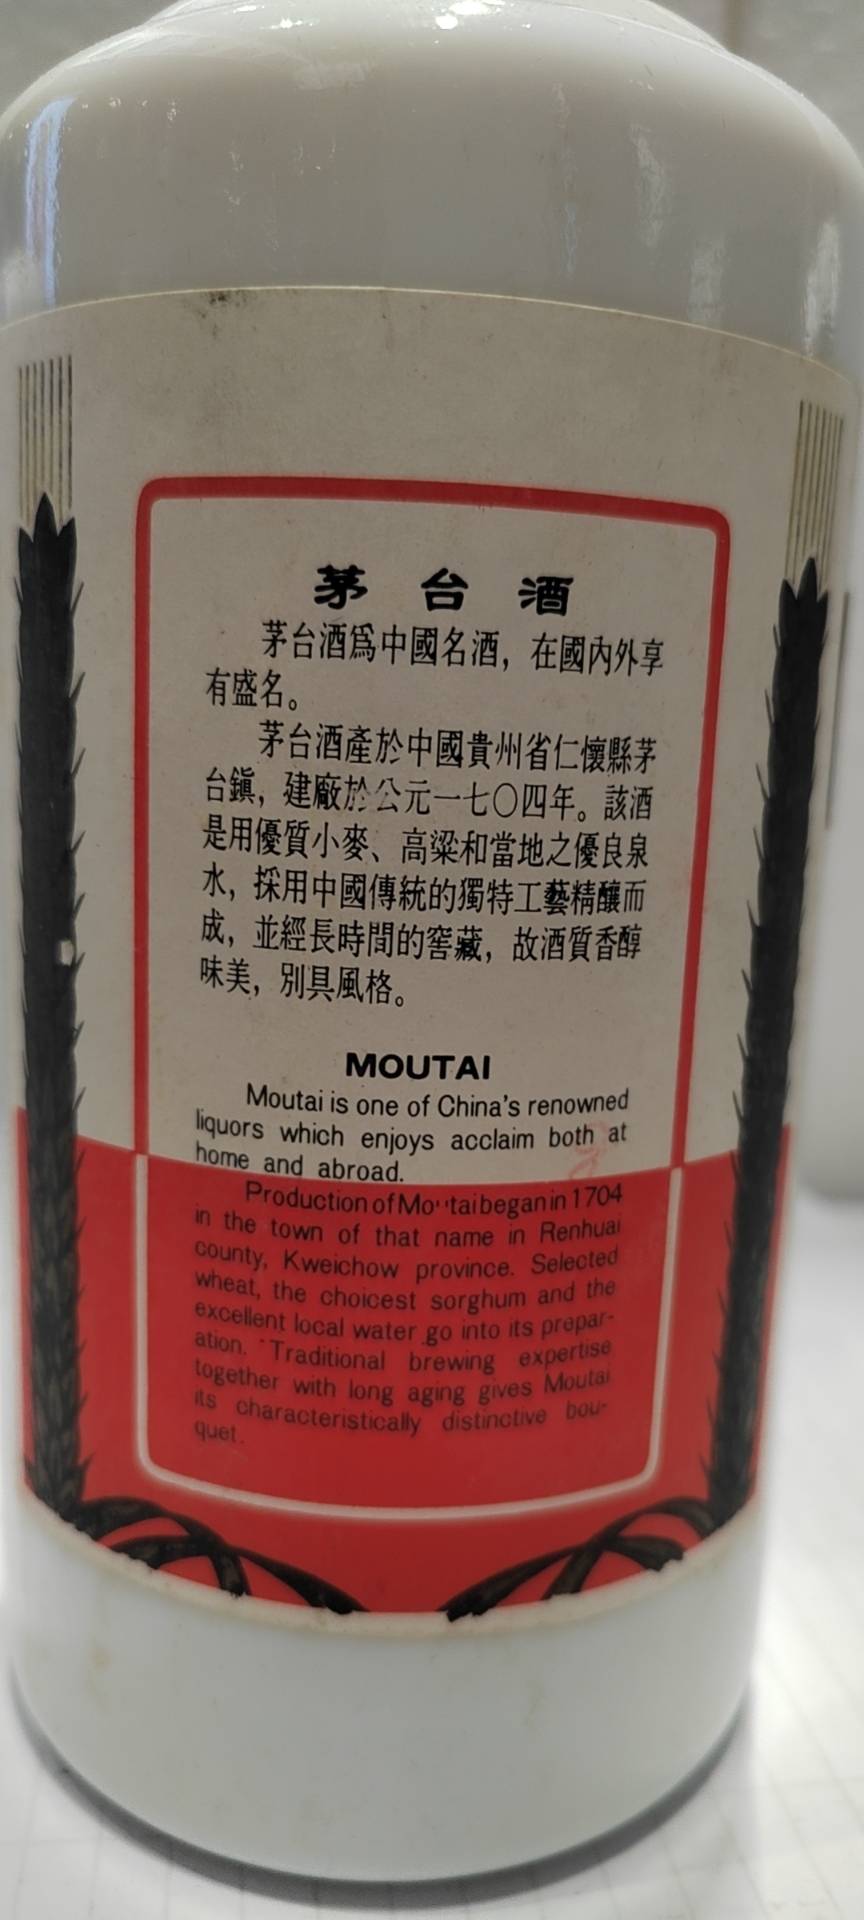 茅台酒
茅台酒爲中國名酒，在國內外享
有盛名。
茅台酒產於中國貴州省仁懷縣茅
台鎭，建廠於公元一七〇四年。該酒
是用優質小麥、高粱和當地之優良泉
水，採用中國傳統的獨特工藝精釀而
成，並經長時間的窖藏，故酒質香醇
味美，別具風格。
MOUTAI
Moutai is one of China's renowned
liquors which enjoys acclaim both at
home and abroad.
Production of Moutai began in 1704
in the town of that name in Renhuai
county, Kweichow province. Selected
wheat, the choicest sorghum and the
excellent local water go into its prepar-
ation. Traditional brewing expertise
together with long aging gives Moutai
its characteristically distinctive bou-
quet.